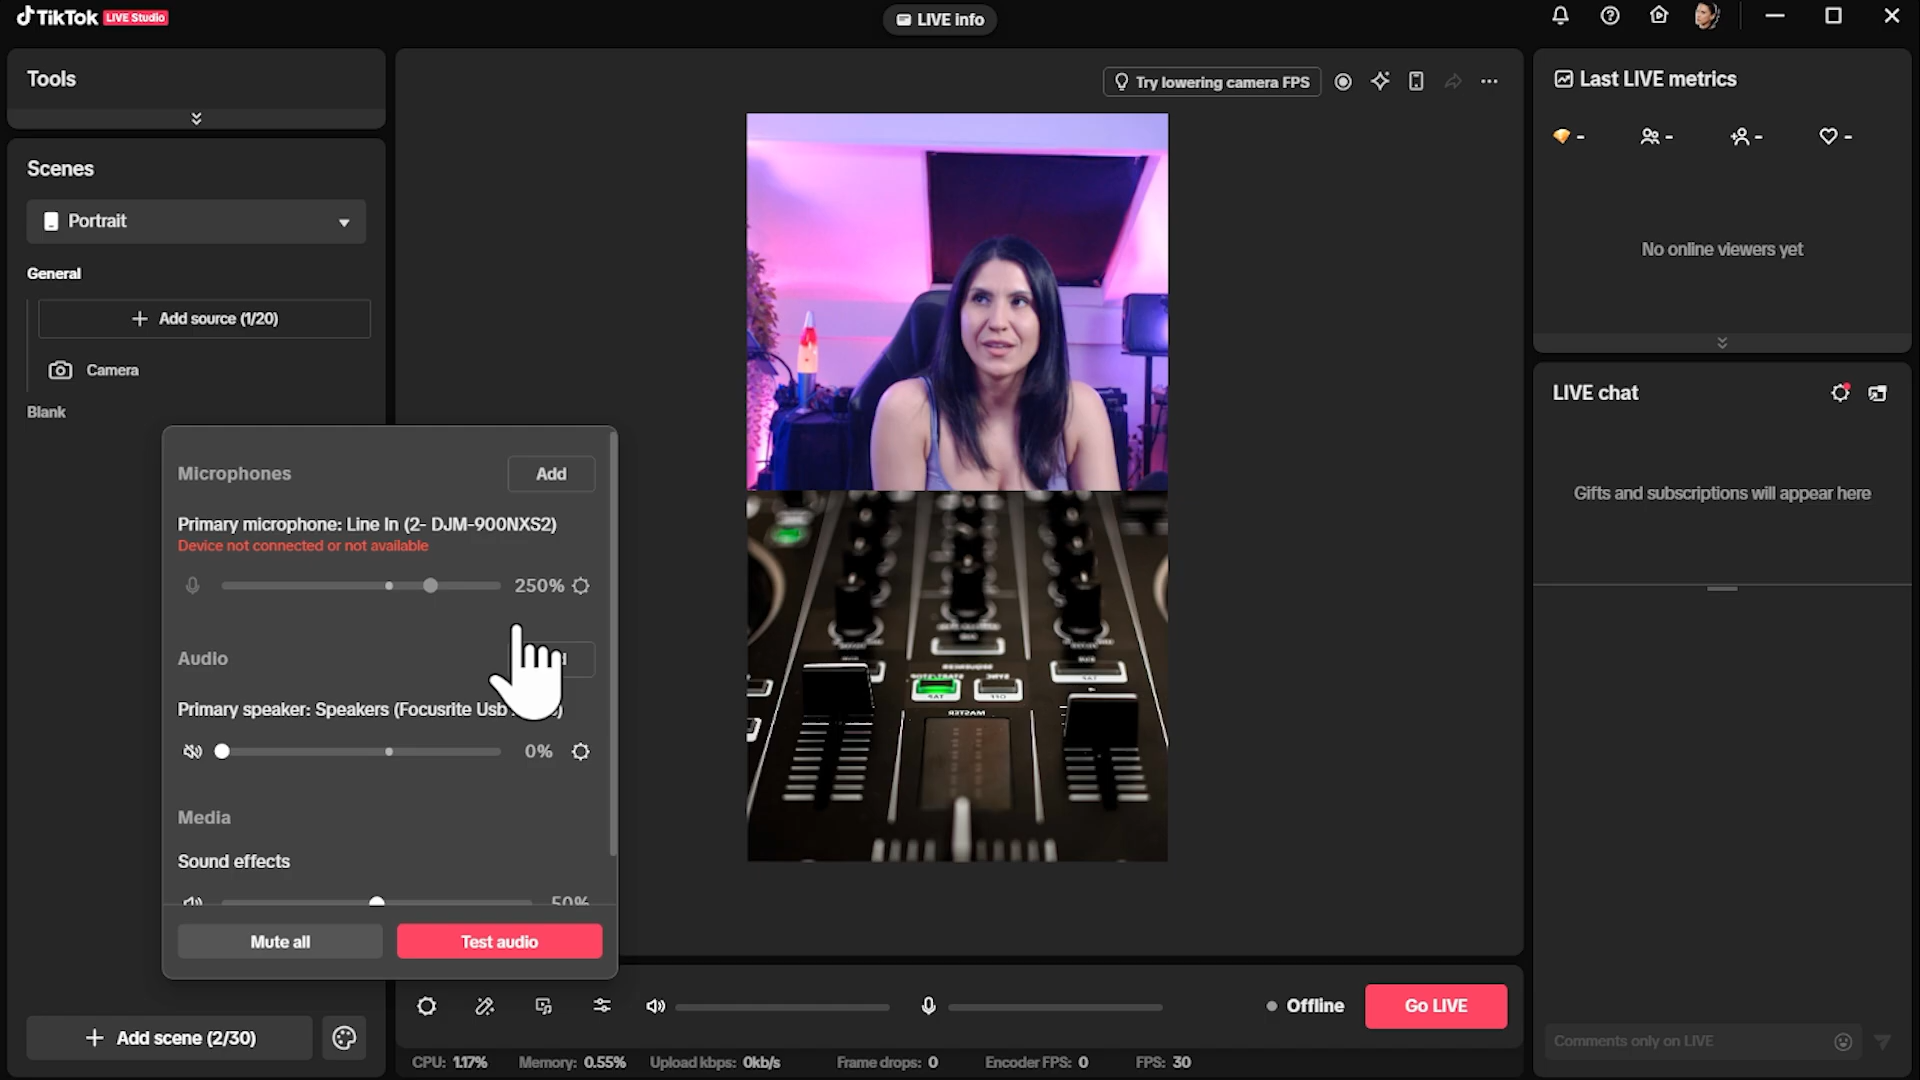 TikTok LIVE Studio
LIVE info
Tools
Scenes
Portrait
General
Add source (1/20)
Camera
Blank
Microphones
Add
Primary microphone: Line In (2- DJM-900NXS2)
Device not connected or not available
250%
Audio
Primary speaker: Speakers (Focusrite Usb
0%
Media
Sound effects
50%
Mute all
Test audio
Add scene (2/30)
Try lowering camera FPS
Offline
Go LIVE
CPU: 1.17%
Memory: 0.55%
Upload kbps: 0kb/s
Frame drops: 0
Encoder FPS: 0
FPS: 30
Last LIVE metrics
-
-
-
-
No online viewers yet
LIVE chat
Gifts and subscriptions will appear here
Comments only on LIVE